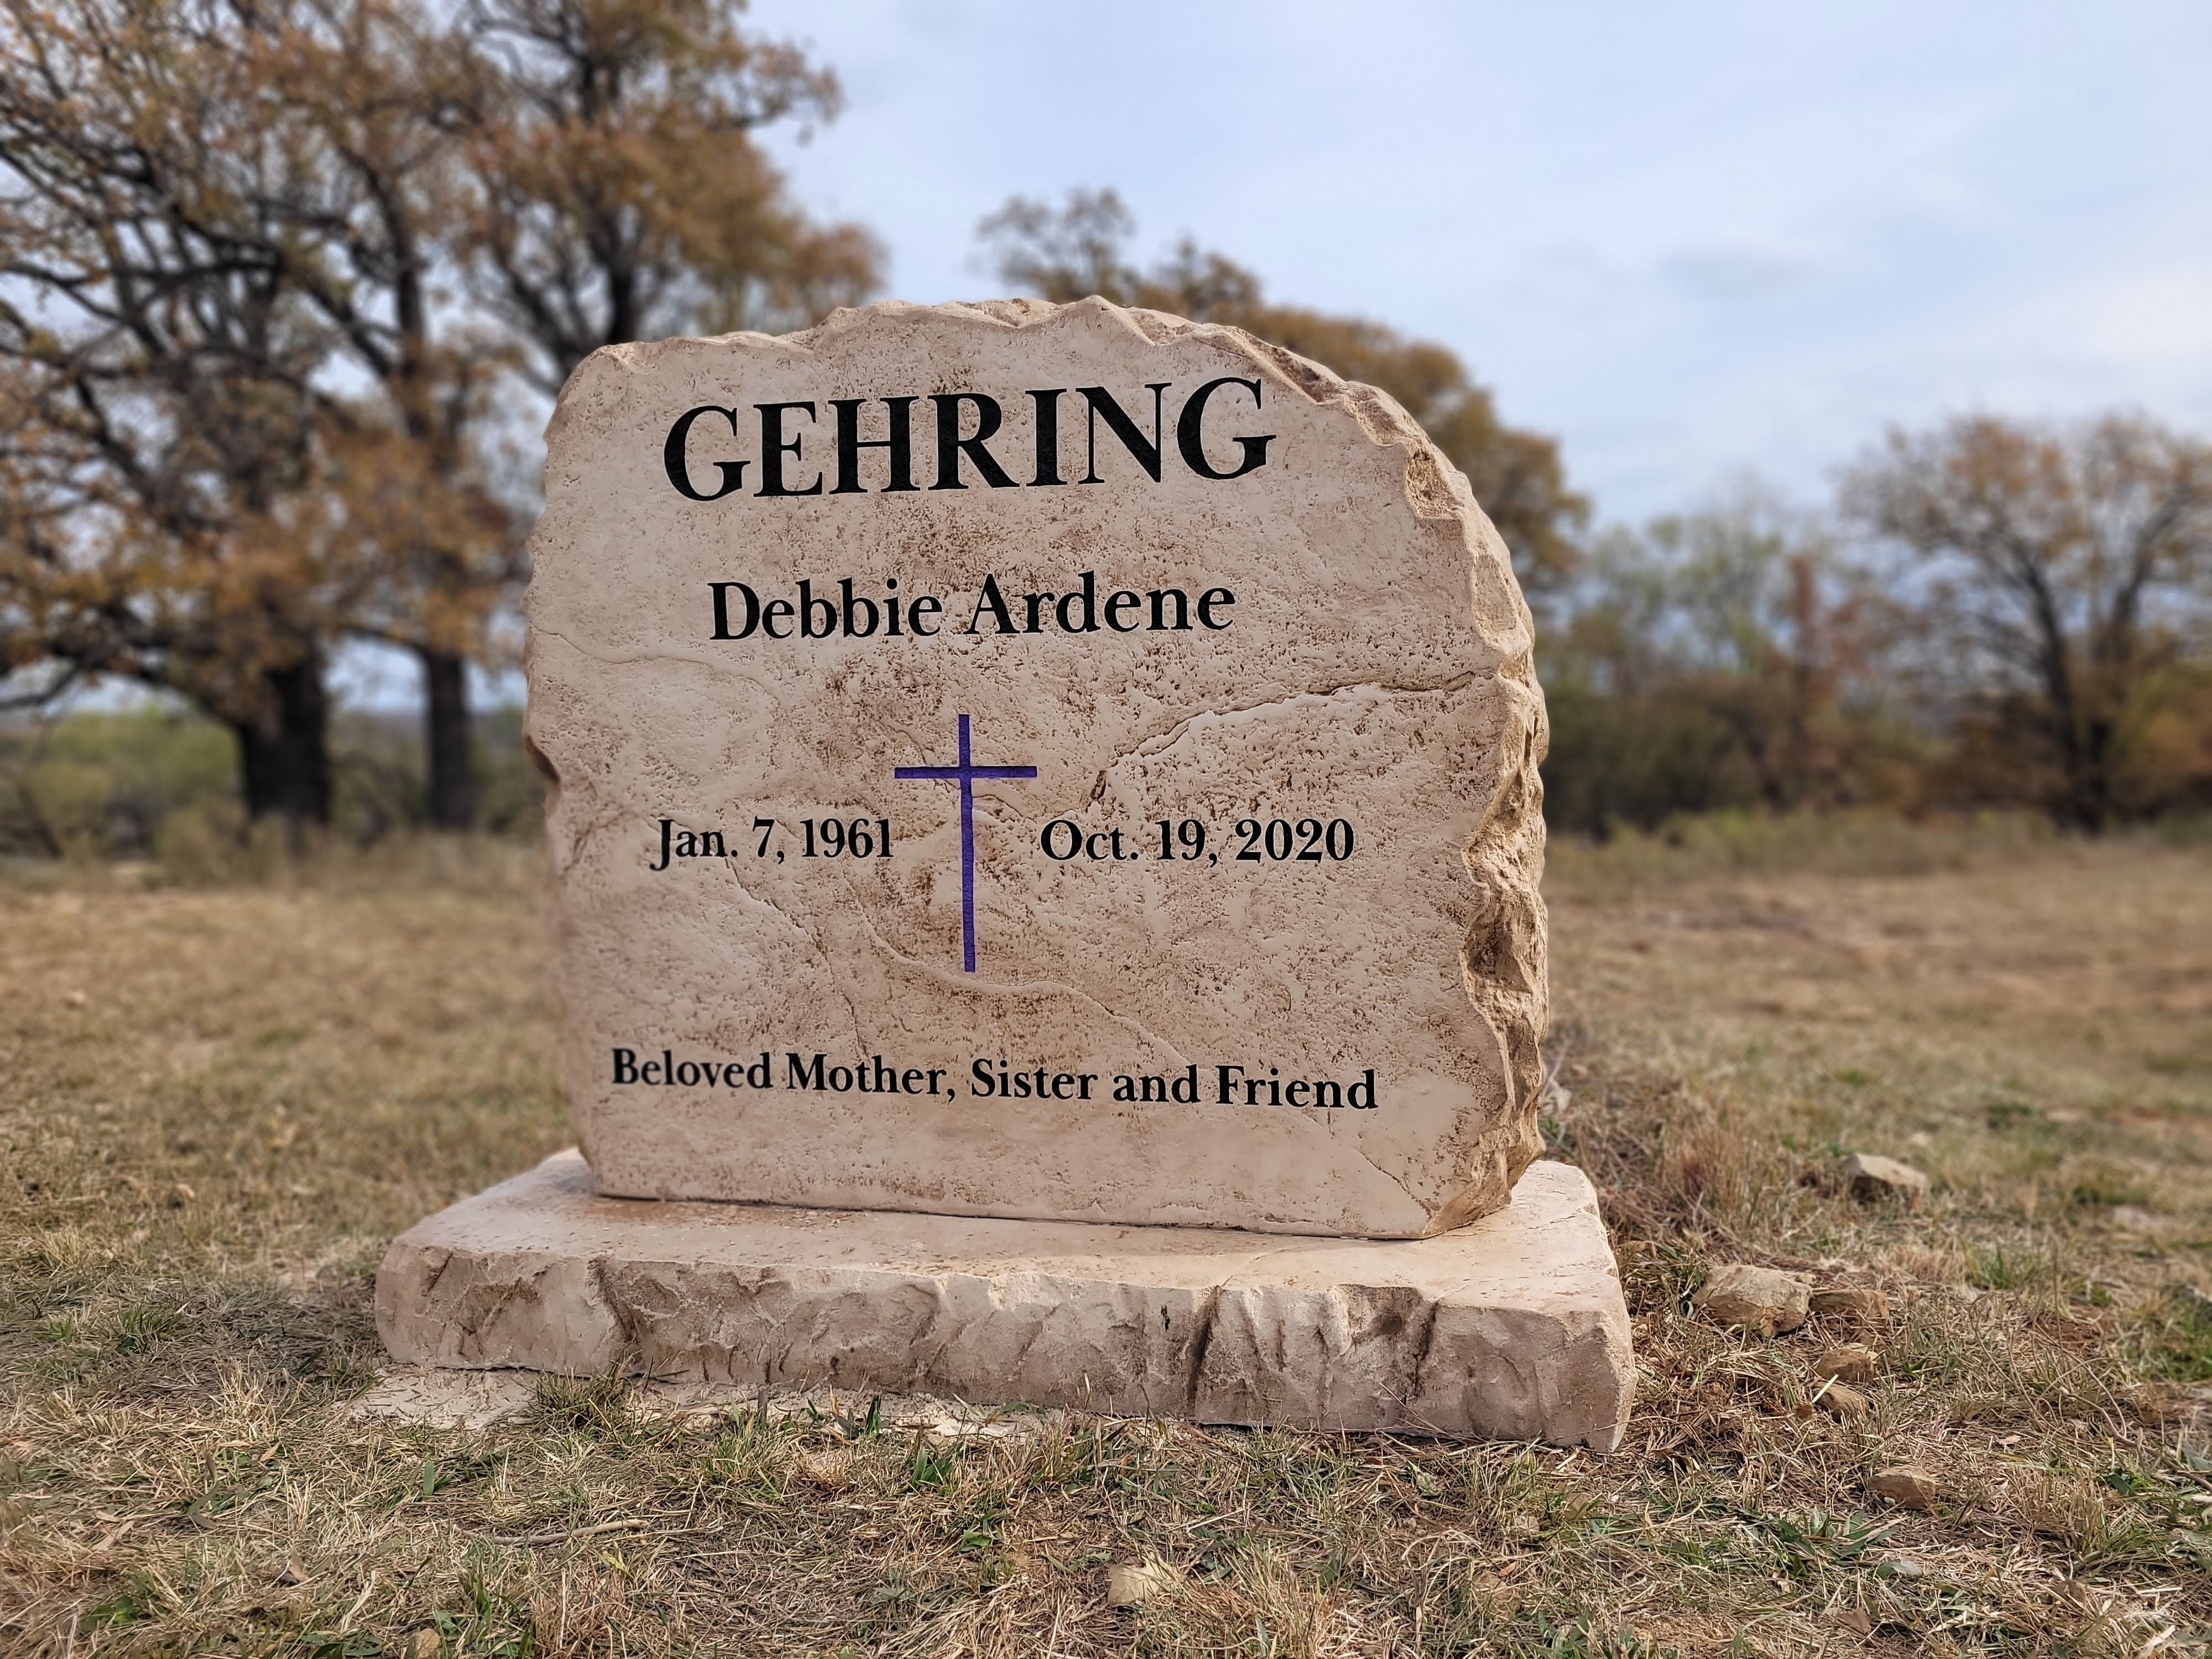 GEHRING
Debbie Ardene
Jan. 7, 1961 Oct. 19, 2020
Beloved Mother, Sister and Friend